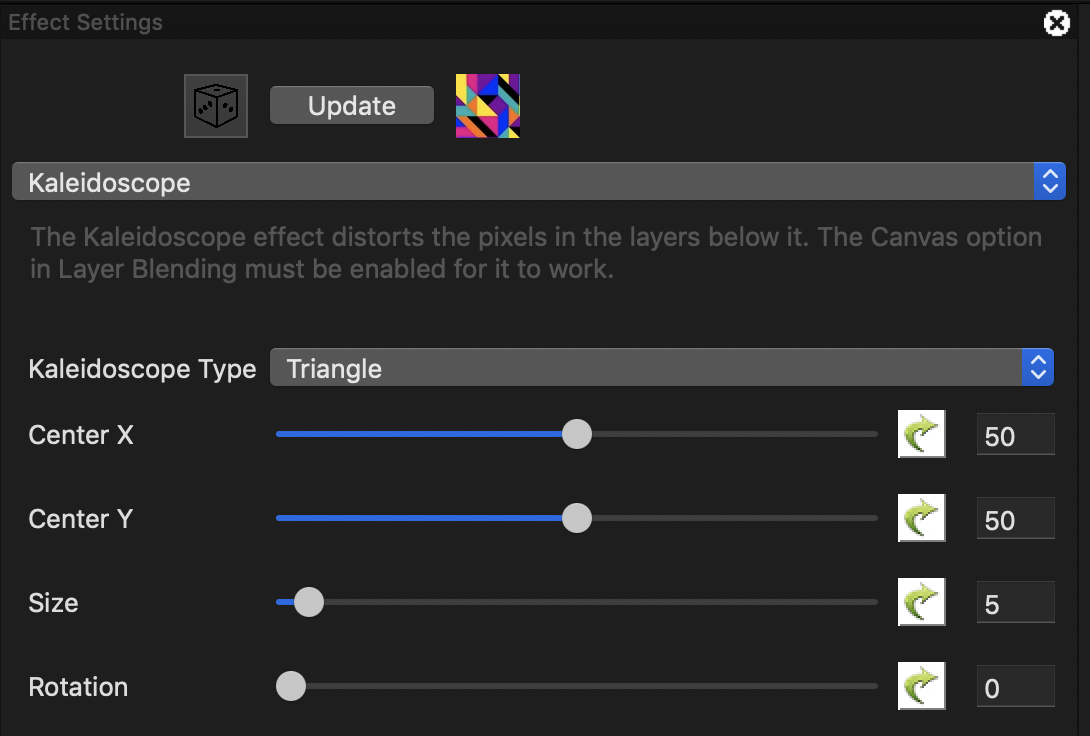 Effect Settings
Update
Kaleidoscope
The Kaleidoscope effect distorts the pixels in the layers below it. The Canvas option
in Layer Blending must be enabled for it to work.
Kaleidoscope Type Triangle
Center X 50
Center Y 50
Size 5
Rotation 0